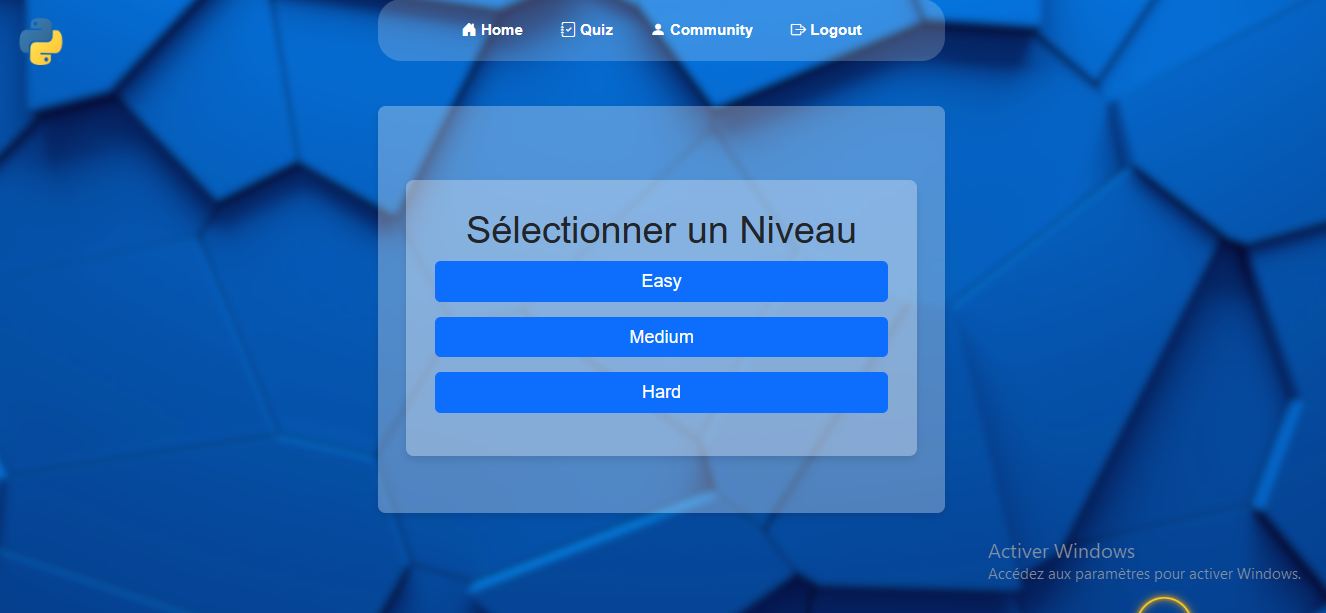 Home Quiz Community Logout
Sélectionner un Niveau
Easy
Medium
Hard
Activer Windows
Accédez aux paramètres pour activer Windows.